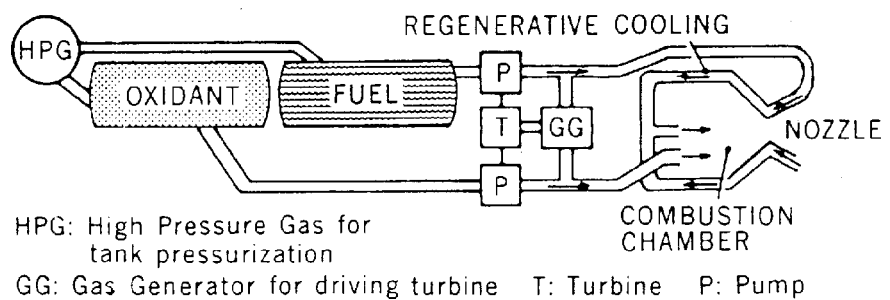 REGENERATIVE COOLING
HPG
OXIDANT
FUEL
P
T
GG
P
NOZZLE
COMBUSTION
CHAMBER
HPG: High Pressure Gas for
tank pressurization
GG: Gas Generator for driving turbine T: Turbine P: Pump